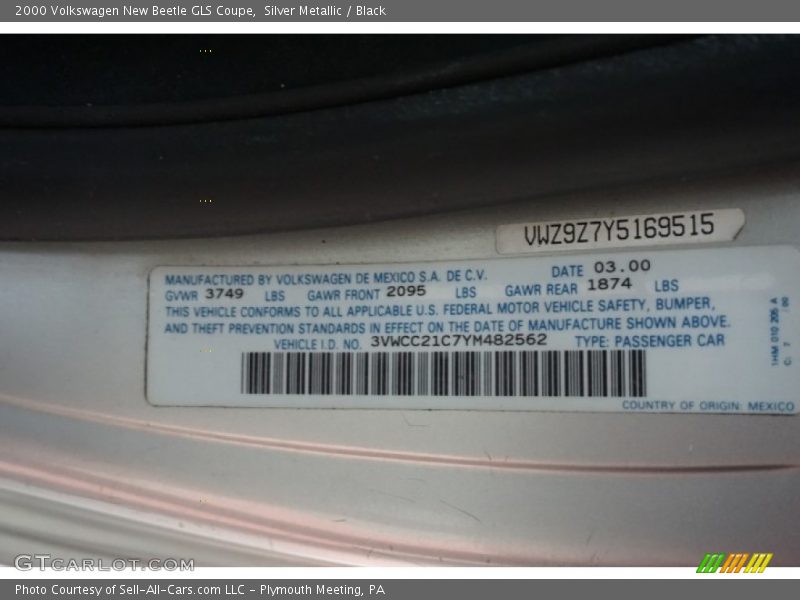 2000 Volkswagen New Beetle GLS Coupe,  Silver Metallic / Black
VWZ9Z7Y5169515
MANUFACTURED BY VOLKSWAGEN DE MEXICO S.A. DE C.V. DATE 03.00
GVWR 3749 LBS GAWR FRONT 2095 LBS GAWR REAR 1874 LBS
THIS VEHICLE CONFORMS TO ALL APPLICABLE U.S. FEDERAL MOTOR VEHICLE SAFETY, BUMPER,
AND THEFT PREVENTION STANDARDS IN EFFECT ON THE DATE OF MANUFACTURE SHOWN ABOVE.
VEHICLE I.D. NO. 3VWCC21C7YM482562 TYPE: PASSENGER CAR
COUNTRY OF ORIGIN: MEXICO
1HM 010 205 A
GTCARLOT.COM
Photo Courtesy of Sell-All-Cars.com LLC - Plymouth Meeting, PA